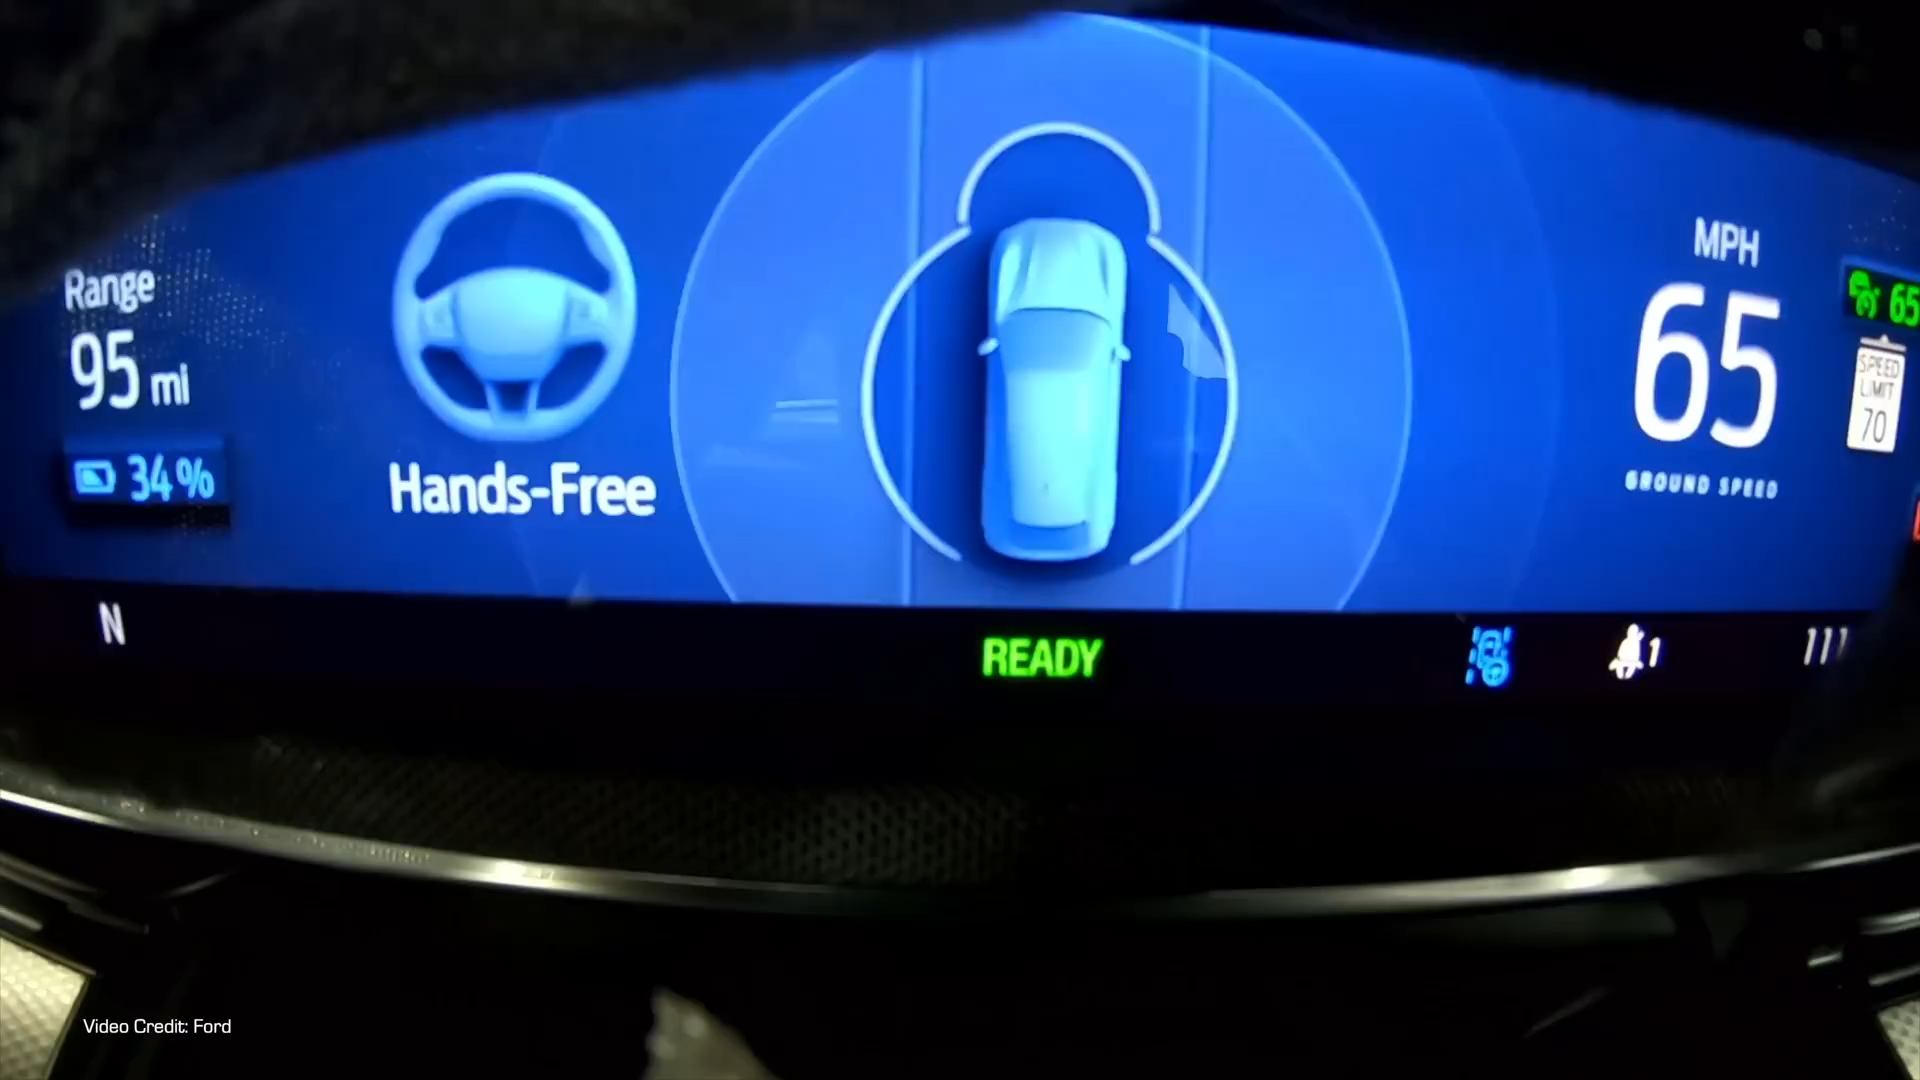 Range
95 mi
34%
Hands-Free
MPH
65
GROUND SPEED
65
SPEED
LIMIT
70
N
READY
1
Video Credit: Ford